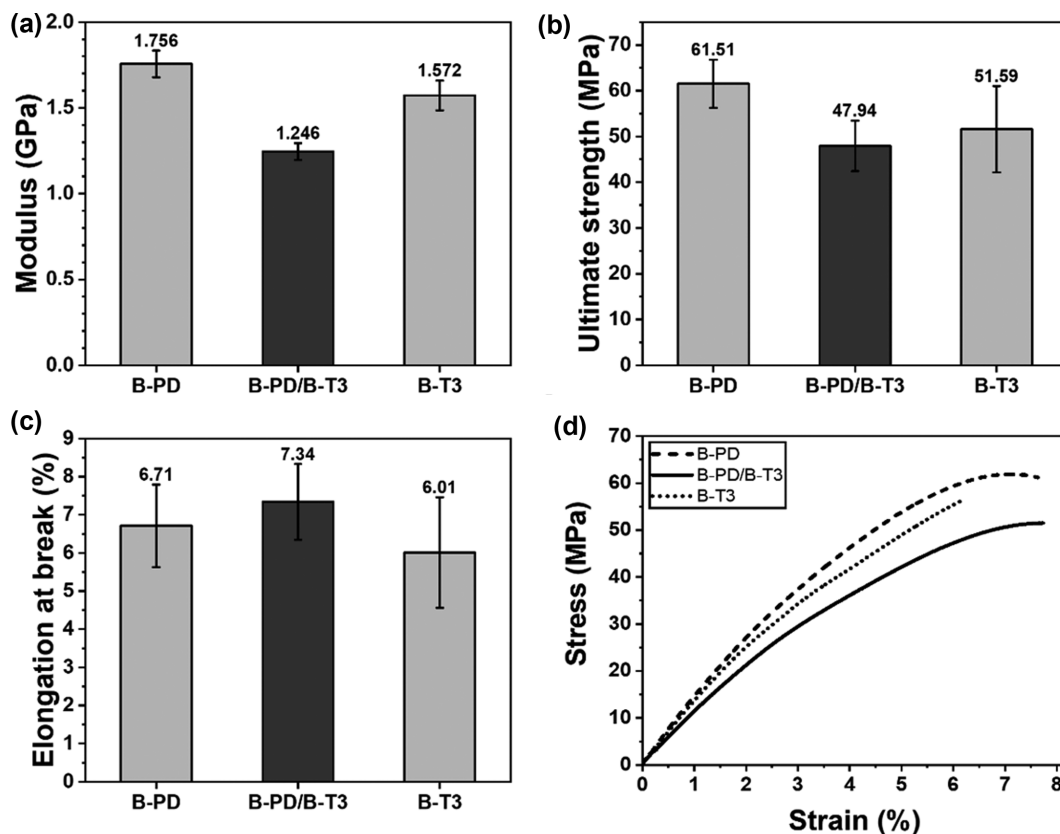 (a)
Modulus (GPa)
2.0
1.5
1.0
0.5
0.0
1.756
1.246
1.572
B-PD
B-PD/B-T3
B-T3
(b)
Ultimate strength (MPa)
70
60
50
40
30
20
10
0
61.51
47.94
51.59
B-PD
B-PD/B-T3
B-T3
(c)
Elongation at break (%)
9
8
7
6
5
4
3
2
1
0
6.71
7.34
6.01
B-PD
B-PD/B-T3
B-T3
(d)
Stress (MPa)
70
60
50
40
30
20
10
0
B-PD
B-PD/B-T3
B-T3
0 1 2 3 4 5 6 7 8
Strain (%)